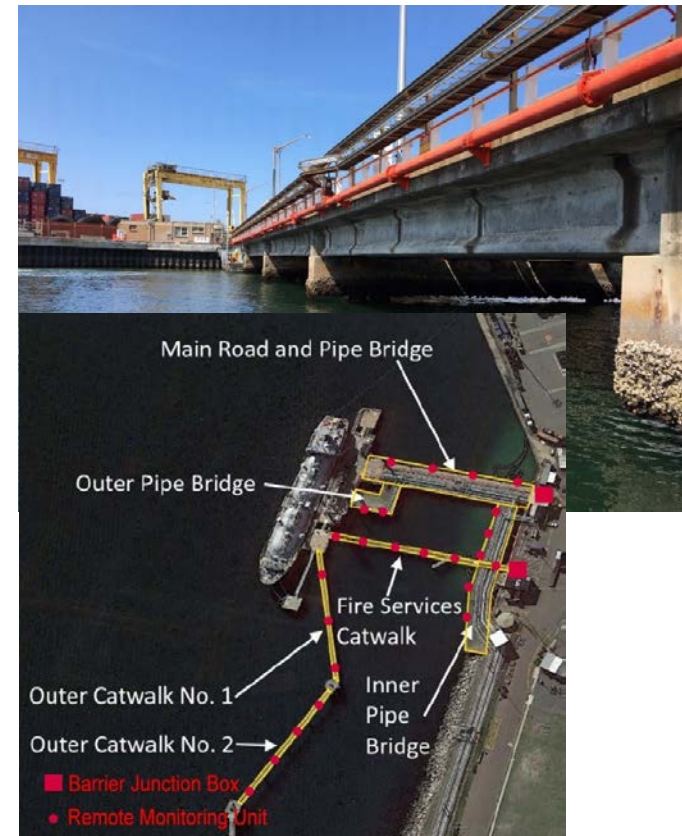 Main Road and Pipe Bridge
Outer Pipe Bridge
Fire Services
Catwalk
Outer Catwalk No. 1
Inner
Pipe
Bridge
Outer Catwalk No. 2
Barrier Junction Box
Remote Monitoring Unit